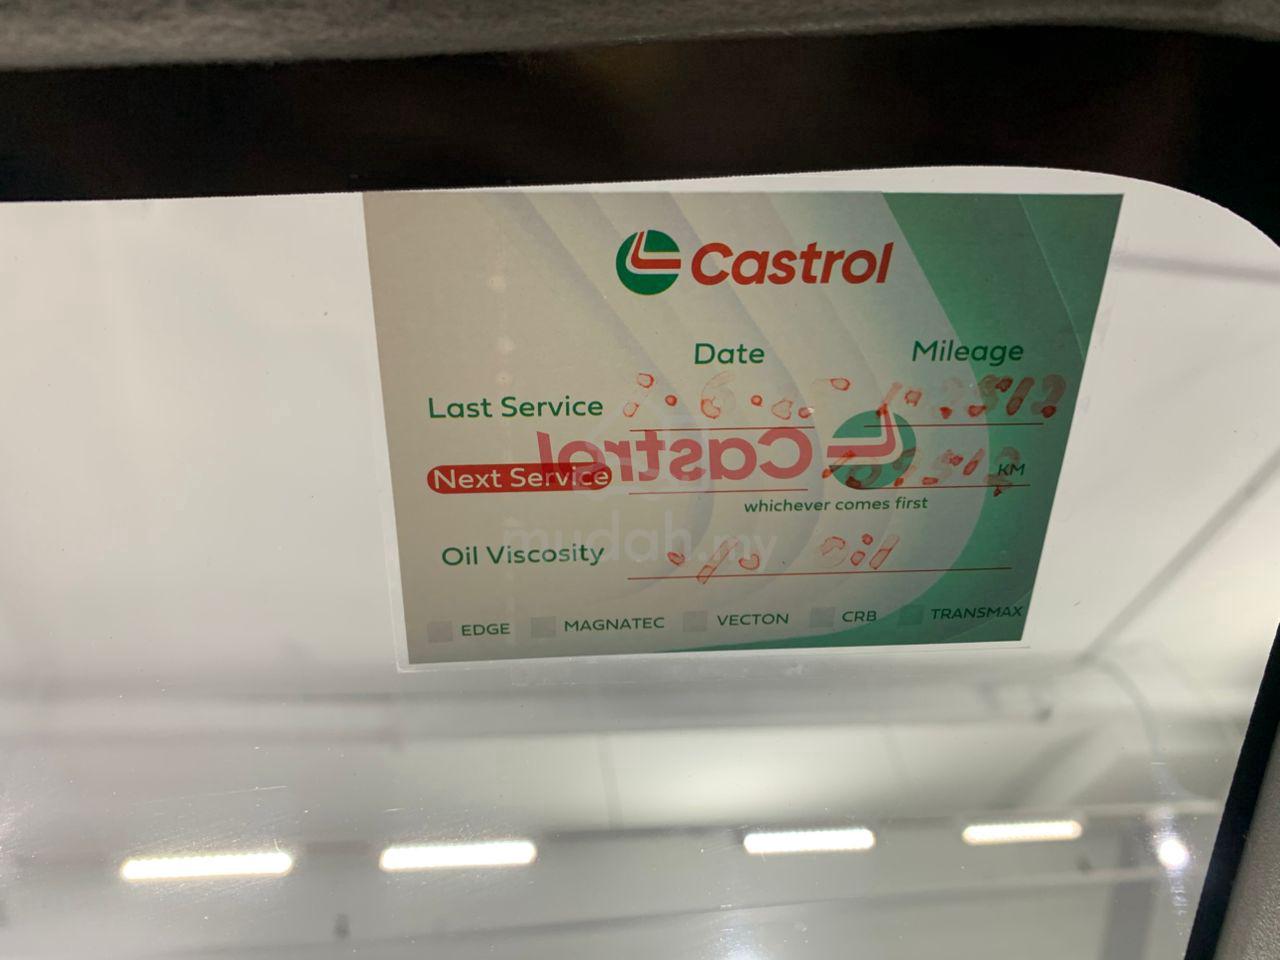 Castrol
Date Mileage
Last Service
Castrol
Next Service KM
whichever comes first
mudah.my
Oil Viscosity Oil
EDGE MAGNATEC VECTON CRB TRANSMAX